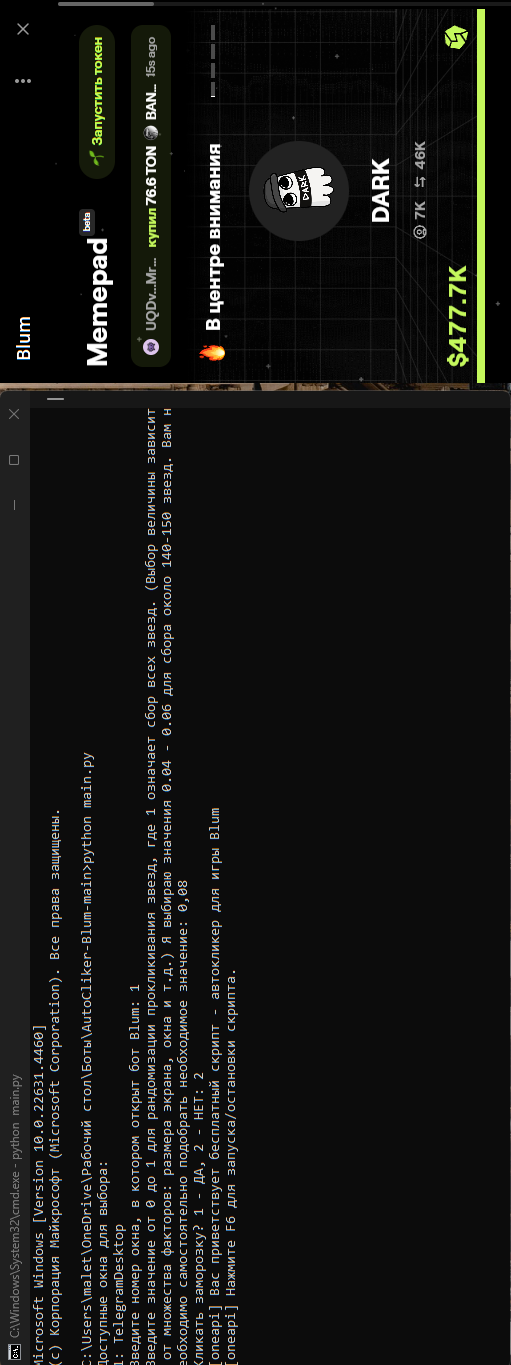 C:\Windows\System32\cmd.exe - python main.py
Microsoft Windows [Version 10.0.22631.4460]
(c) Корпорация Майкрософт (Microsoft Corporation). Все права защищены.
C:\Users\malet\OneDrive\Рабочий стол\Боты\AutoCliker-Blum-main>python main.py
Доступные окна для выбора:
1: TelegramDesktop
Введите номер окна, в котором открыт бот Blum: 1
Введите значение от 0 до 1 для рандомизации прокликивания звезд, где 1 означает сбор всех звезд. (Выбор величины зависит
от множества факторов: размера экрана, окна и т.д.) Я выбираю значения 0.04 - 0.06 для сбора около 140-150 звезд. Вам н
еобходимо самостоятельно подобрать необходимое значение: 0,08
Кликать заморозку? 1 - ДА, 2 - НЕТ: 2
[oneapi] Вас приветствует бесплатный скрипт - автокликер для игры Blum
[oneapi] Нажмите F6 для запуска/остановки скрипта.
Blum
Memepad beta
Запустить токен
UQDv...Mr... купил 76.6 TON BAN... 15s ago
В центре внимания
DARK
DARK
7K 46K
$477.7K